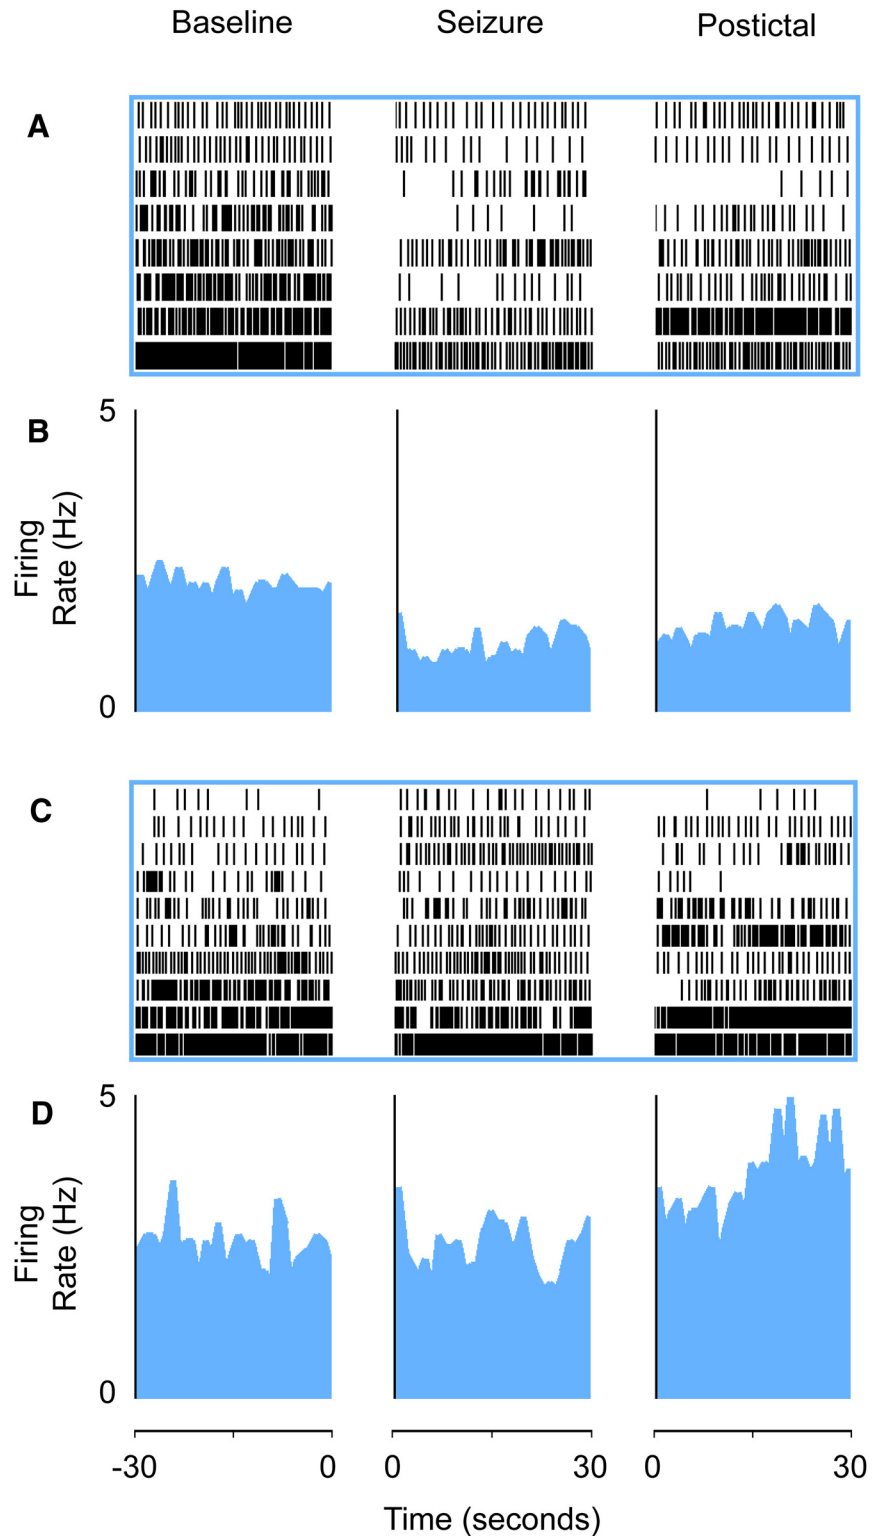 Baseline Seizure Postictal
A
B
5
Firing
Rate (Hz)
0
C
D
5
Firing
Rate (Hz)
0
-30 0 0 30 0 30
Time (seconds)